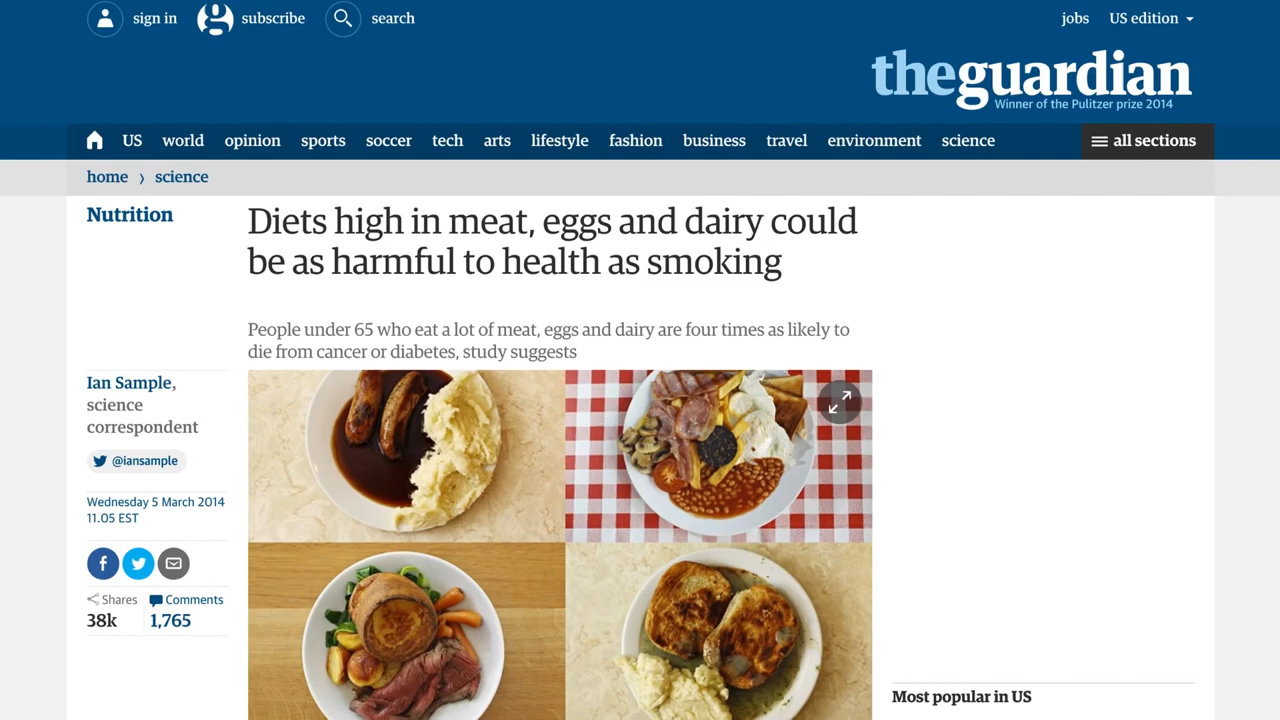 sign in
subscribe
search
jobs
US edition
theguardian
Winner of the Pulitzer prize 2014
US world opinion sports soccer tech arts lifestyle fashion business travel environment science
all sections
home › science
Nutrition
Diets high in meat, eggs and dairy could
be as harmful to health as smoking
People under 65 who eat a lot of meat, eggs and dairy are four times as likely to
die from cancer or diabetes, study suggests
Ian Sample,
science
correspondent
@iansample
Wednesday 5 March 2014
11.05 EST
Shares
38k
Comments
1,765
Most popular in US